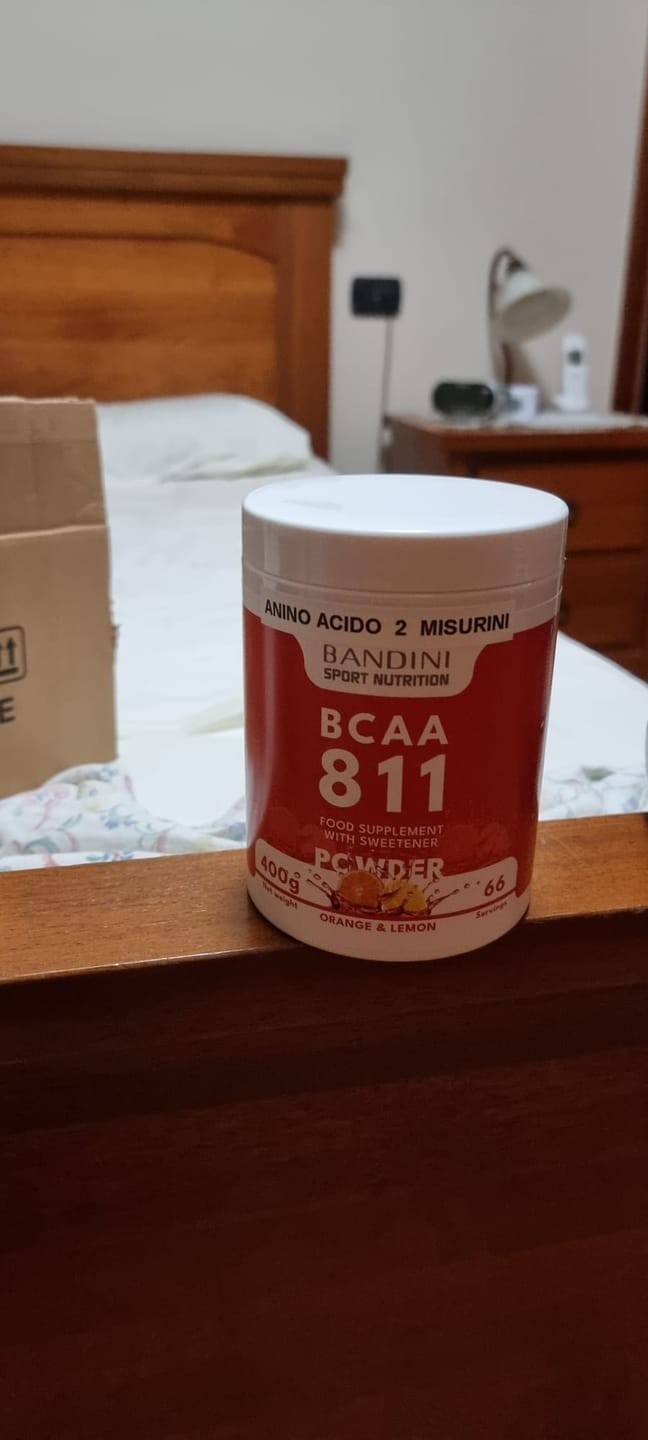 ANINO ACIDO 2 MISURINI
BANDINI
SPORT NUTRITION
BCAA
811
FOOD SUPPLEMENT
WITH SWEETENER
POWDER
400g
Net weight
66
Servings
ORANGE & LEMON
E